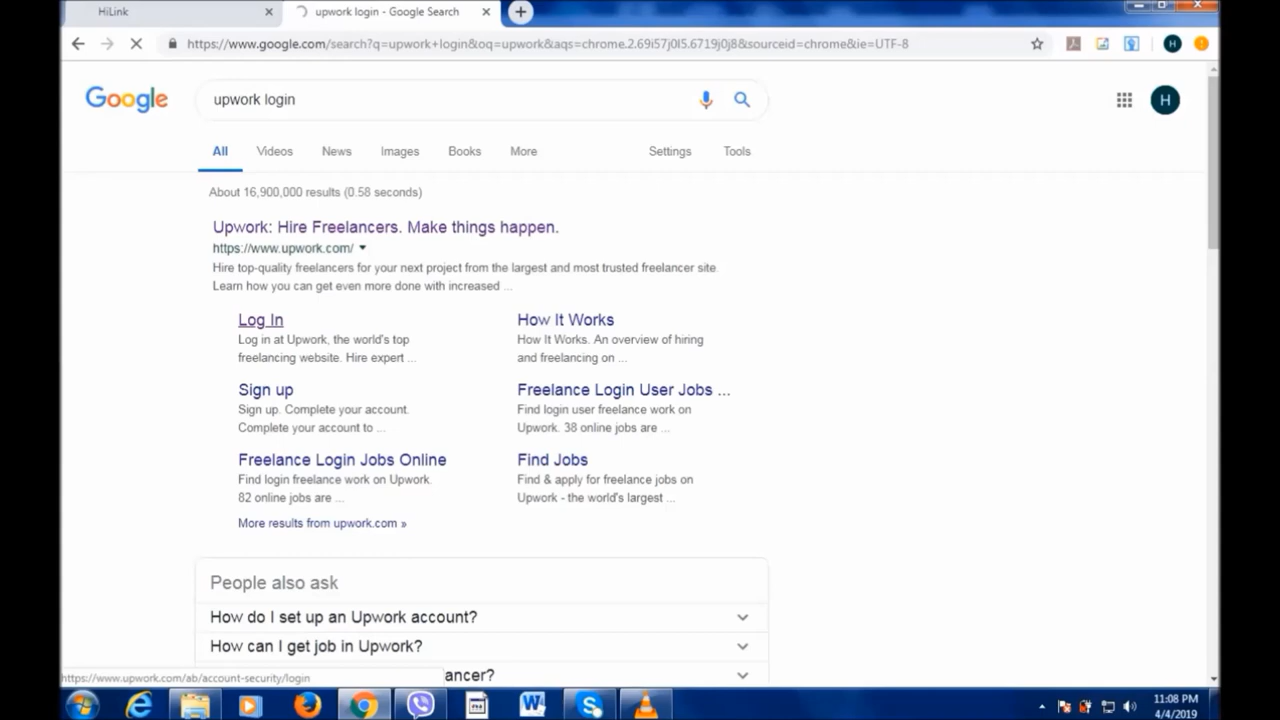 HiLink
upwork login - Google Search
https://www.google.com/search?q=upwork+login&oq=upwork&aqs=chrome.2.69i57j0l5.6719j0j8&sourceid=chrome&ie=UTF-8
H
Google
upwork login
H
All Videos News Images Books More Settings Tools
About 16,900,000 results (0.58 seconds)
Upwork: Hire Freelancers. Make things happen.
https://www.upwork.com/
Hire top-quality freelancers for your next project from the largest and most trusted freelancer site.
Learn how you can get even more done with increased ...
Log In
Log in at Upwork, the world's top
freelancing website. Hire expert ...
How It Works
How It Works. An overview of hiring
and freelancing on ...
Sign up
Sign up. Complete your account.
Complete your account to ...
Freelance Login User Jobs ...
Find login user freelance work on
Upwork. 38 online jobs are ...
Freelance Login Jobs Online
Find login freelance work on Upwork.
82 online jobs are ...
Find Jobs
Find & apply for freelance jobs on
Upwork - the world's largest ...
More results from upwork.com »
People also ask
How do I set up an Upwork account?
How can I get job in Upwork?
ancer?
https://www.upwork.com/ab/account-security/login
11:08 PM
4/4/2019